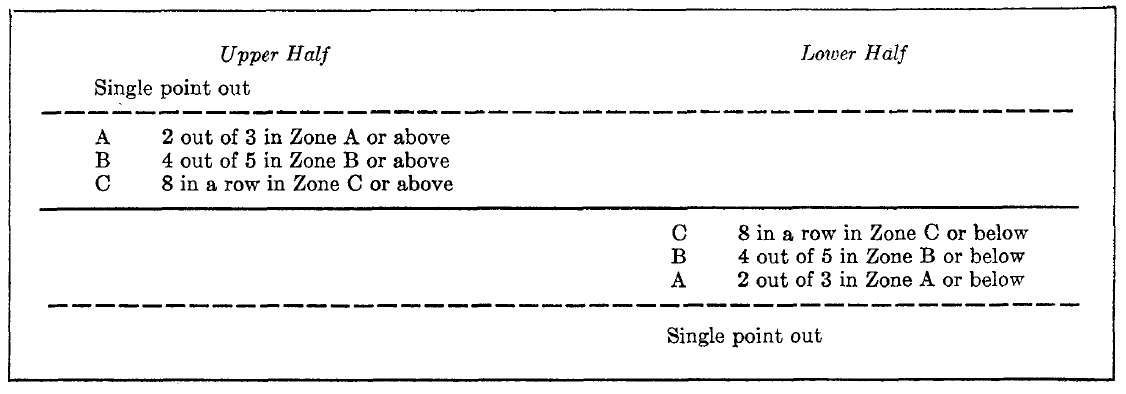 Upper Half Lower Half
Single point out
A 2 out of 3 in Zone A or above
B 4 out of 5 in Zone B or above
C 8 in a row in Zone C or above
C 8 in a row in Zone C or below
B 4 out of 5 in Zone B or below
A 2 out of 3 in Zone A or below
Single point out